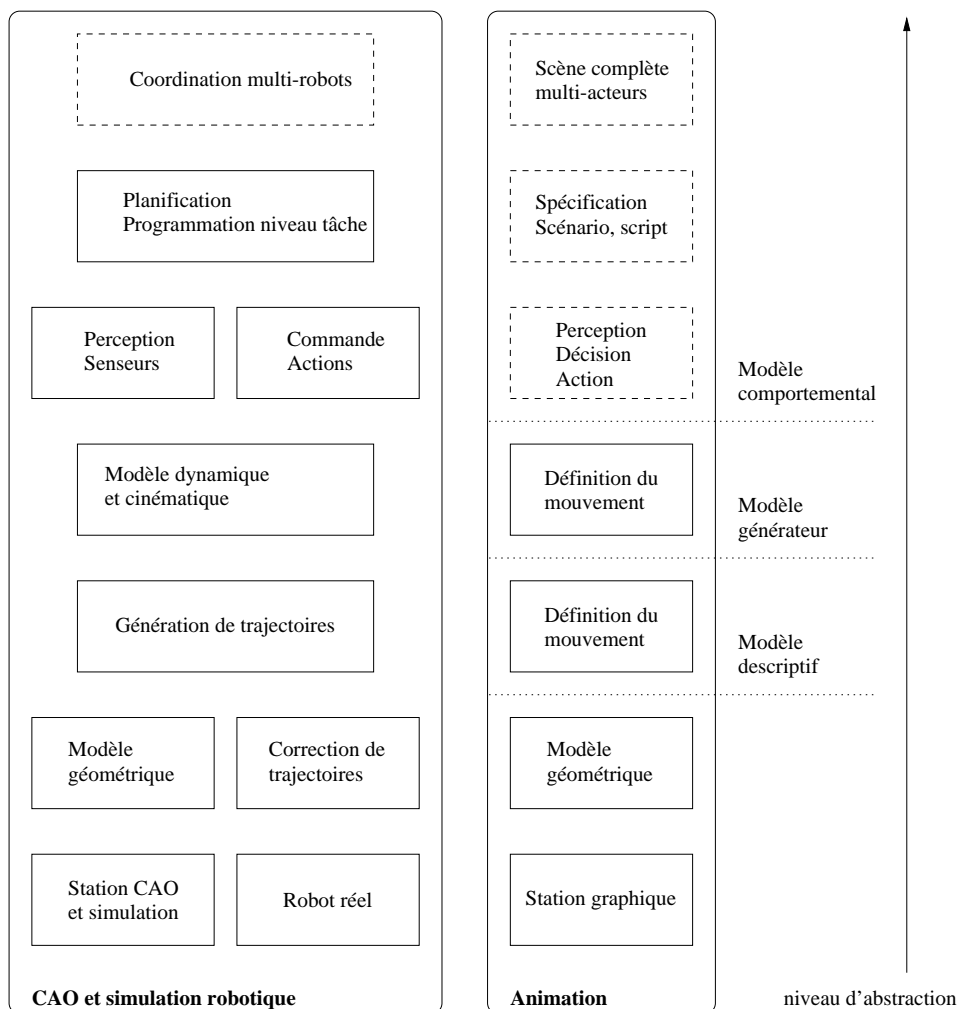 Coordination multi-robots
Scène complète
multi-acteurs
Planification
Programmation niveau tâche
Spécification
Scénario, script
Perception
Senseurs
Commande
Actions
Perception
Décision
Action
Modèle
comportemental
Modèle dynamique
et cinématique
Définition du
mouvement
Modèle
générateur
Génération de trajectoires
Définition du
mouvement
Modèle
descriptif
Modèle
géométrique
Correction de
trajectoires
Modèle
géométrique
Station CAO
et simulation
Robot réel
Station graphique
CAO et simulation robotique
Animation
niveau d'abstraction